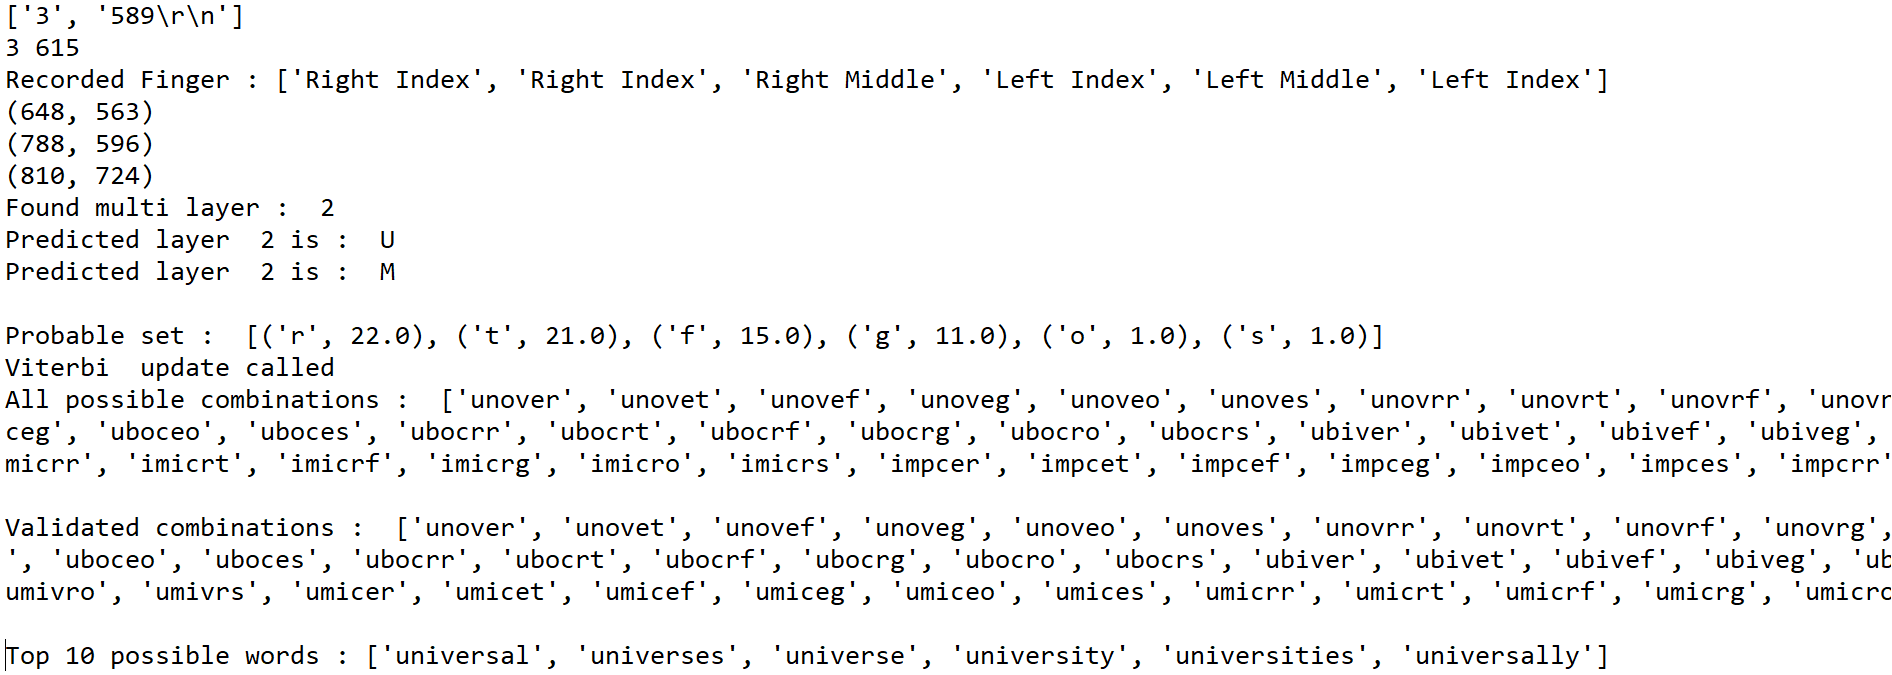 ['3', '589\r\n']
3 615
Recorded Finger : ['Right Index', 'Right Index', 'Right Middle', 'Left Index', 'Left Middle', 'Left Index']
(648, 563)
(788, 596)
(810, 724)
Found multi layer :  2
Predicted layer  2 is :  U
Predicted layer  2 is :  M
Probable set :  [('r', 22.0), ('t', 21.0), ('f', 15.0), ('g', 11.0), ('o', 1.0), ('s', 1.0)]
Viterbi  update called
All possible combinations :  ['unover', 'unovet', 'unovef', 'unoveg', 'unoveo', 'unoves', 'unovrr', 'unovrt', 'unovrf', 'unovr
ceg', 'uboceo', 'uboces', 'ubocrr', 'ubocrt', 'ubocrf', 'ubocrg', 'ubocro', 'ubocrs', 'ubiver', 'ubivet', 'ubivef', 'ubiveg',
micrr', 'imicrt', 'imicrf', 'imicrg', 'imicro', 'imicrs', 'impcer', 'impcet', 'impcef', 'impceg', 'impceo', 'impces', 'impcrr'
Validated combinations :  ['unover', 'unovet', 'unovef', 'unoveg', 'unoveo', 'unoves', 'unovrr', 'unovrt', 'unovrf', 'unovrg',
', 'uboceo', 'uboces', 'ubocrr', 'ubocrt', 'ubocrf', 'ubocrg', 'ubocro', 'ubocrs', 'ubiver', 'ubivet', 'ubivef', 'ubiveg', 'ub
umivro', 'umivrs', 'umicer', 'umicet', 'umicef', 'umiceg', 'umiceo', 'umices', 'umicrr', 'umicrt', 'umicrf', 'umicrg', 'umicro
Top 10 possible words : ['universal', 'universes', 'universe', 'university', 'universities', 'universally']